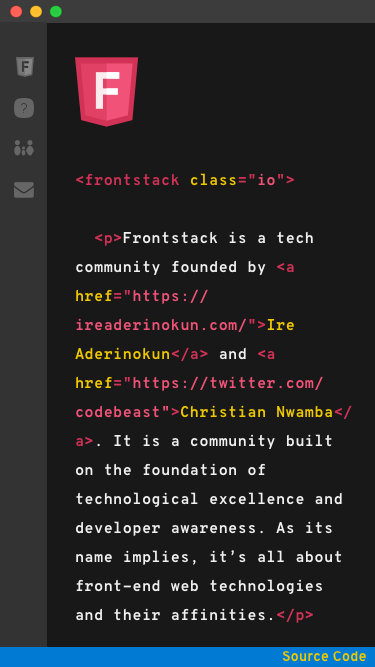 F
F
?
<frontstack class="io">
<p>Frontstack is a tech
community founded by <a
href="https://
ireaderinokun.com/">Ire
Aderinokun</a> and <a
href="https://twitter.com/
codebeast">Christian Nwamba</
a>. It is a community built
on the foundation of
technological excellence and
developer awareness. As its
name implies, it’s all about
front-end web technologies
and their affinities.</p>
Source Code